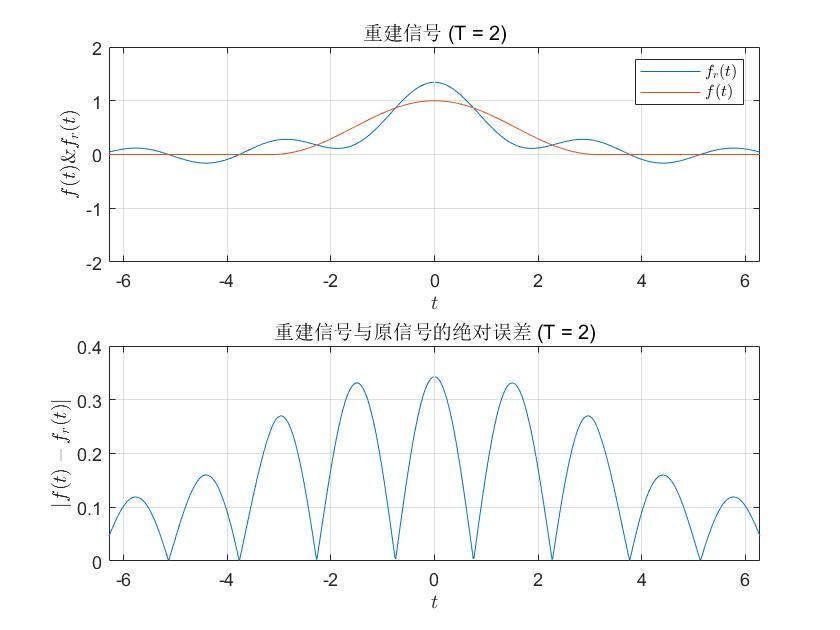 重建信号 (T = 2)
2
1
0
-1
-2
f(t)&f_r(t)
f_r(t)
f(t)
-6 -4 -2 0 2 4 6
t
重建信号与原信号的绝对误差 (T = 2)
0.4
0.3
0.2
0.1
0
|f(t) − f_r(t)|
-6 -4 -2 0 2 4 6
t